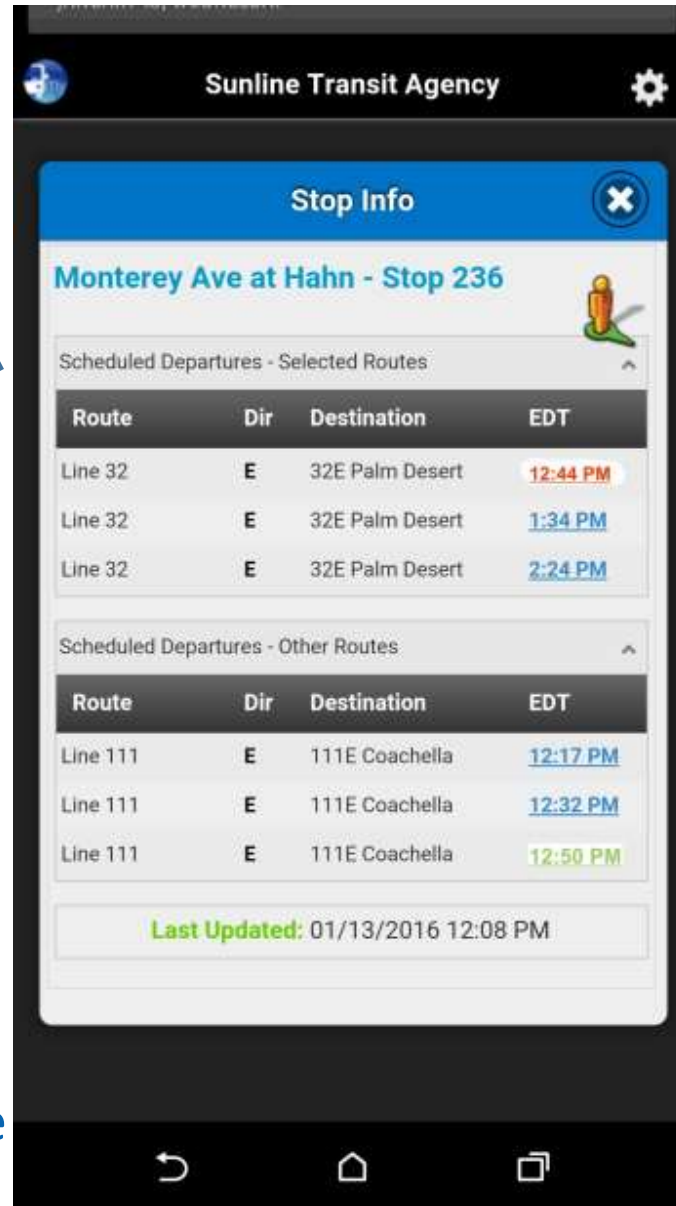 Sunline Transit Agency
Stop Info
Monterey Ave at Hahn - Stop 236
Scheduled Departures - Selected Routes
Route Dir Destination EDT
Line 32 E 32E Palm Desert 12:44 PM
Line 32 E 32E Palm Desert 1:34 PM
Line 32 E 32E Palm Desert 2:24 PM
Scheduled Departures - Other Routes
Route Dir Destination EDT
Line 111 E 111E Coachella 12:17 PM
Line 111 E 111E Coachella 12:32 PM
Line 111 E 111E Coachella 12:50 PM
Last Updated: 01/13/2016 12:08 PM